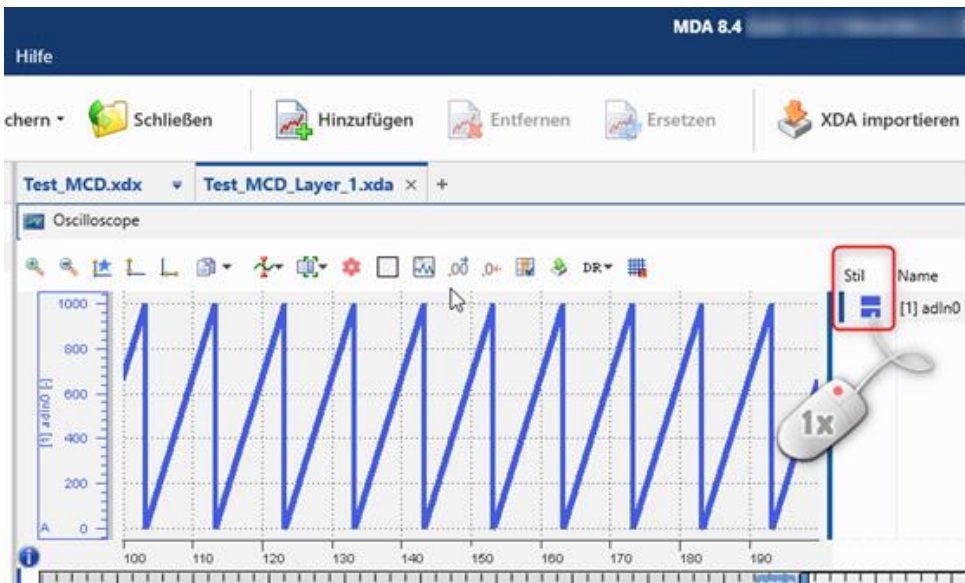 MDA 8.4
Hilfe
chern
Schließen
Hinzufügen
Entfernen
Ersetzen
XDA importieren
Test_MCD.xdx
Test_MCD_Layer_1.xda × +
Oscilloscope
DR
Stil
Name
[1] adIn0
1x
[1] adIn0 [-]
1000
800
600
400
200
A 0
100 110 120 130 140 150 160 170 180 190